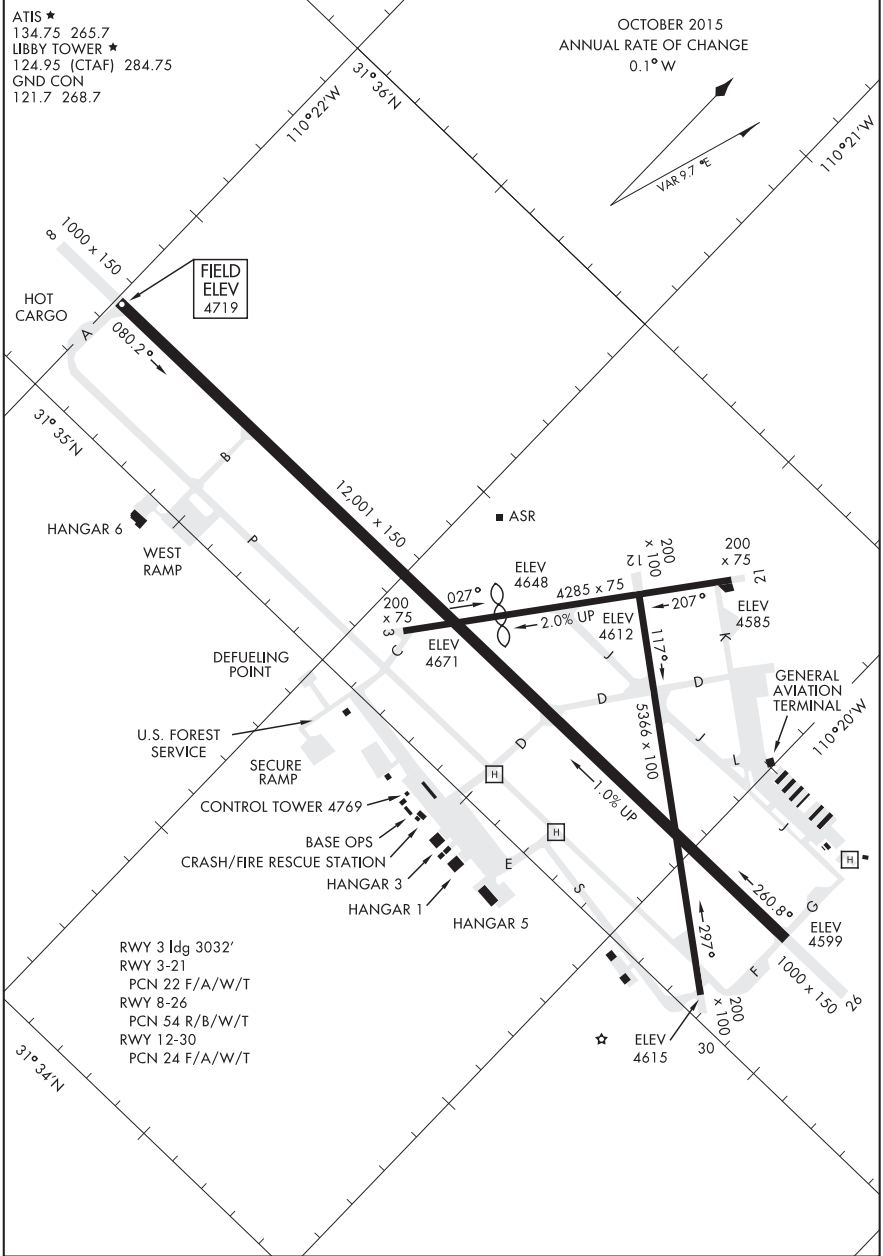 ATIS ★
134.75 265.7
LIBBY TOWER ★
124.95 (CTAF) 284.75
GND CON
121.7 268.7
OCTOBER 2015
ANNUAL RATE OF CHANGE
0.1° W
VAR 9.7 °E
31°36'N
110°22'W
110°21'W
8
1000 x 150
FIELD
ELEV
4719
HOT
CARGO
A
080.2°
31°35'N
B
12,001 x 150
P
HANGAR 6
WEST
RAMP
ASR
ELEV
4648
4285 x 75
200
x 100
12
200
x 75
21
200
x 75
3
027°
2.0% UP
ELEV
4612
207°
ELEV
4585
C
ELEV
4671
117°
K
J
DEFUELING
POINT
D
D
GENERAL
AVIATION
TERMINAL
110°20'W
U.S. FOREST
SERVICE
5366 x 100
J
D
L
SECURE
RAMP
H
1.0% UP
CONTROL TOWER 4769
J
BASE OPS
H
CRASH/FIRE RESCUE STATION
E
H
HANGAR 3
S
260.8°
G
HANGAR 1
HANGAR 5
ELEV
4599
297°
F
1000 x 150
26
RWY 3 ldg 3032'
RWY 3-21
PCN 22 F/A/W/T
RWY 8-26
PCN 54 R/B/W/T
RWY 12-30
PCN 24 F/A/W/T
200
x 100
ELEV
4615
30
31°34'N